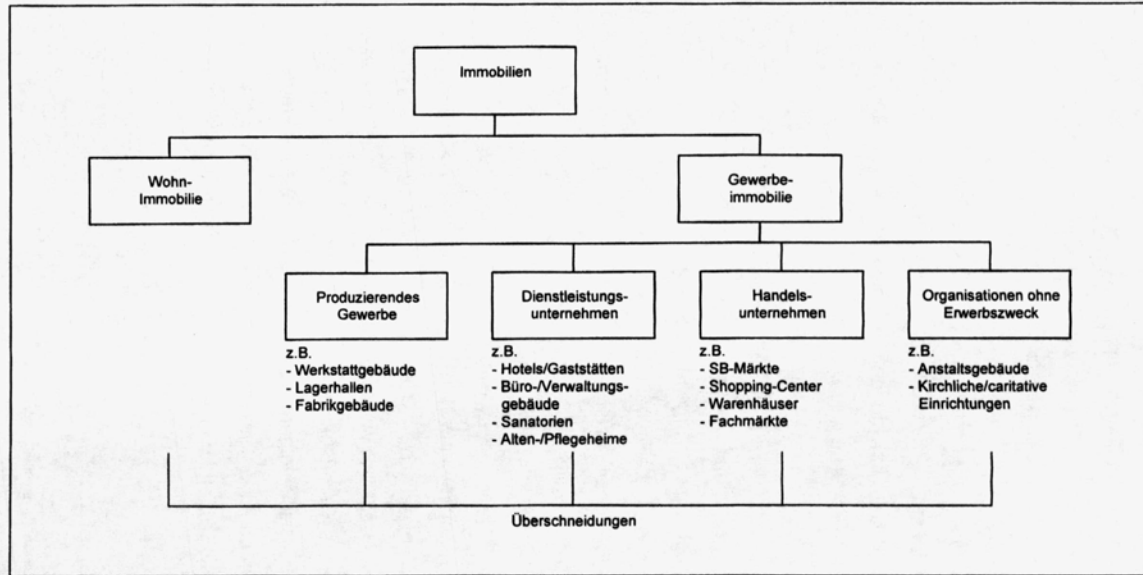 Immobilien
Wohn-
Immobilie
Gewerbe-
immobilie
Produzierendes
Gewerbe
z.B.
- Werkstattgebäude
- Lagerhallen
- Fabrikgebäude
Dienstleistungs-
unternehmen
z.B.
- Hotels/Gaststätten
- Büro-/Verwaltungs-
gebäude
- Sanatorien
- Alten-/Pflegeheime
Handels-
unternehmen
z.B.
- SB-Märkte
- Shopping-Center
- Warenhäuser
- Fachmärkte
Organisationen ohne
Erwerbszweck
z.B.
- Anstaltsgebäude
- Kirchliche/caritative
Einrichtungen
Überschneidungen